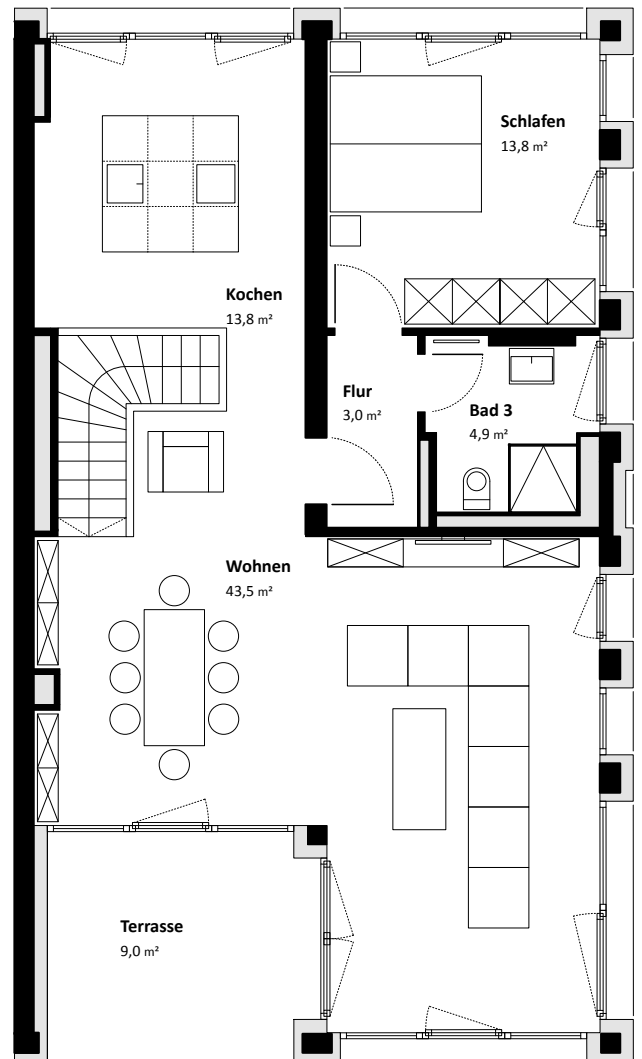 Schlafen
13,8 m²
Kochen
13,8 m²
Flur
3,0 m²
Bad 3
4,9 m²
Wohnen
43,5 m²
Terrasse
9,0 m²